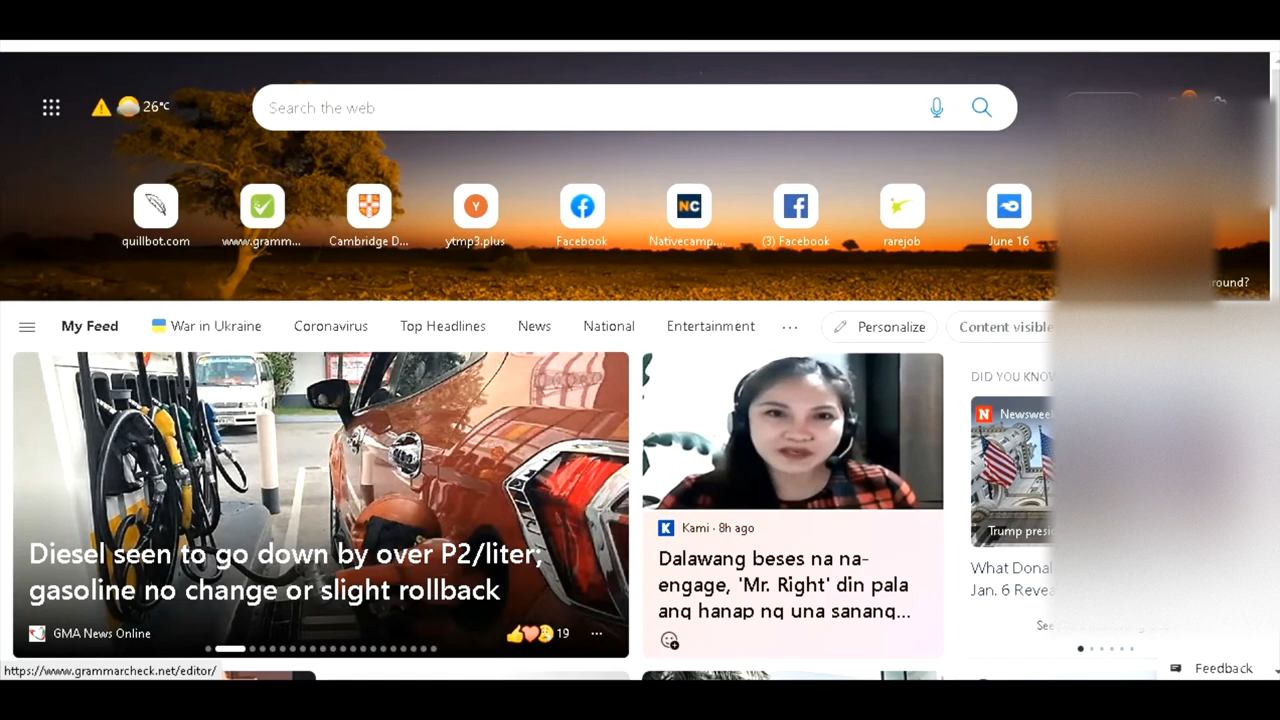 26°C
Search the web
quillbot.com
www.gramm...
Cambridge D...
ytmp3.plus
Facebook
Nativecamp....
(3) Facebook
rarejob
June 16
round?
My Feed
War in Ukraine
Coronavirus
Top Headlines
News
National
Entertainment
...
Personalize
Content visible
DID YOU KNOW
Newsweek
Trump presi
What Donal
Jan. 6 Revea
See
Diesel seen to go down by over P2/liter;
gasoline no change or slight rollback
GMA News Online
19
...
K
Kami · 8h ago
Dalawang beses na na-
engage, 'Mr. Right' din pala
ang hanap ng una sanang...
https://www.grammarcheck.net/editor/
Feedback